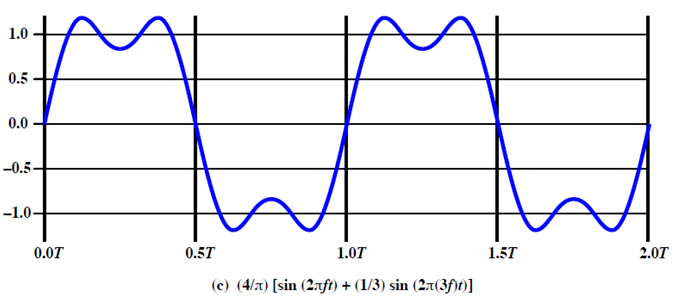 1.0
0.5
0.0
–0.5
–1.0
0.0T 0.5T 1.0T 1.5T 2.0T
(c) (4/π) [sin (2πft) + (1/3) sin (2π(3f)t)]